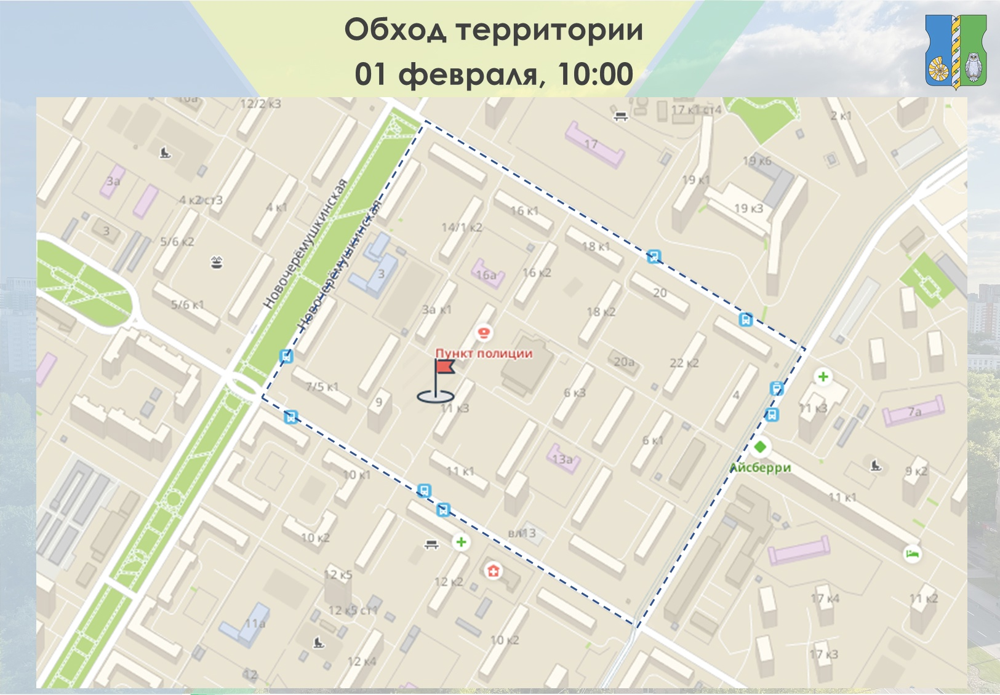 Обход территории
01 февраля, 10:00
10а
12/2 к3
17 к1 ст4
2 к1
17
19 к6
3а
19 к1
4 к2 ст3
4 к1
16 к1
19 к3
Новочерёмушкинская
Новочерёмушкинская
3
5/6 к2
14/1 к2
18 к1
3
16а
16 к2
20
5/6 к1
3а к1
18 к2
Пункт полиции
20а
22 к2
7/5 к1
9
11 к3
6 к3
4
11 к3
7а
6 к1
13а
Айсберри
10 к1
11 к1
9 к2
11 к1
10 к2
вл13
12 к5
12 к2
17 к4
11 к2
12 к5 ст1
11а
10 к2
12 к4
17 к3
12